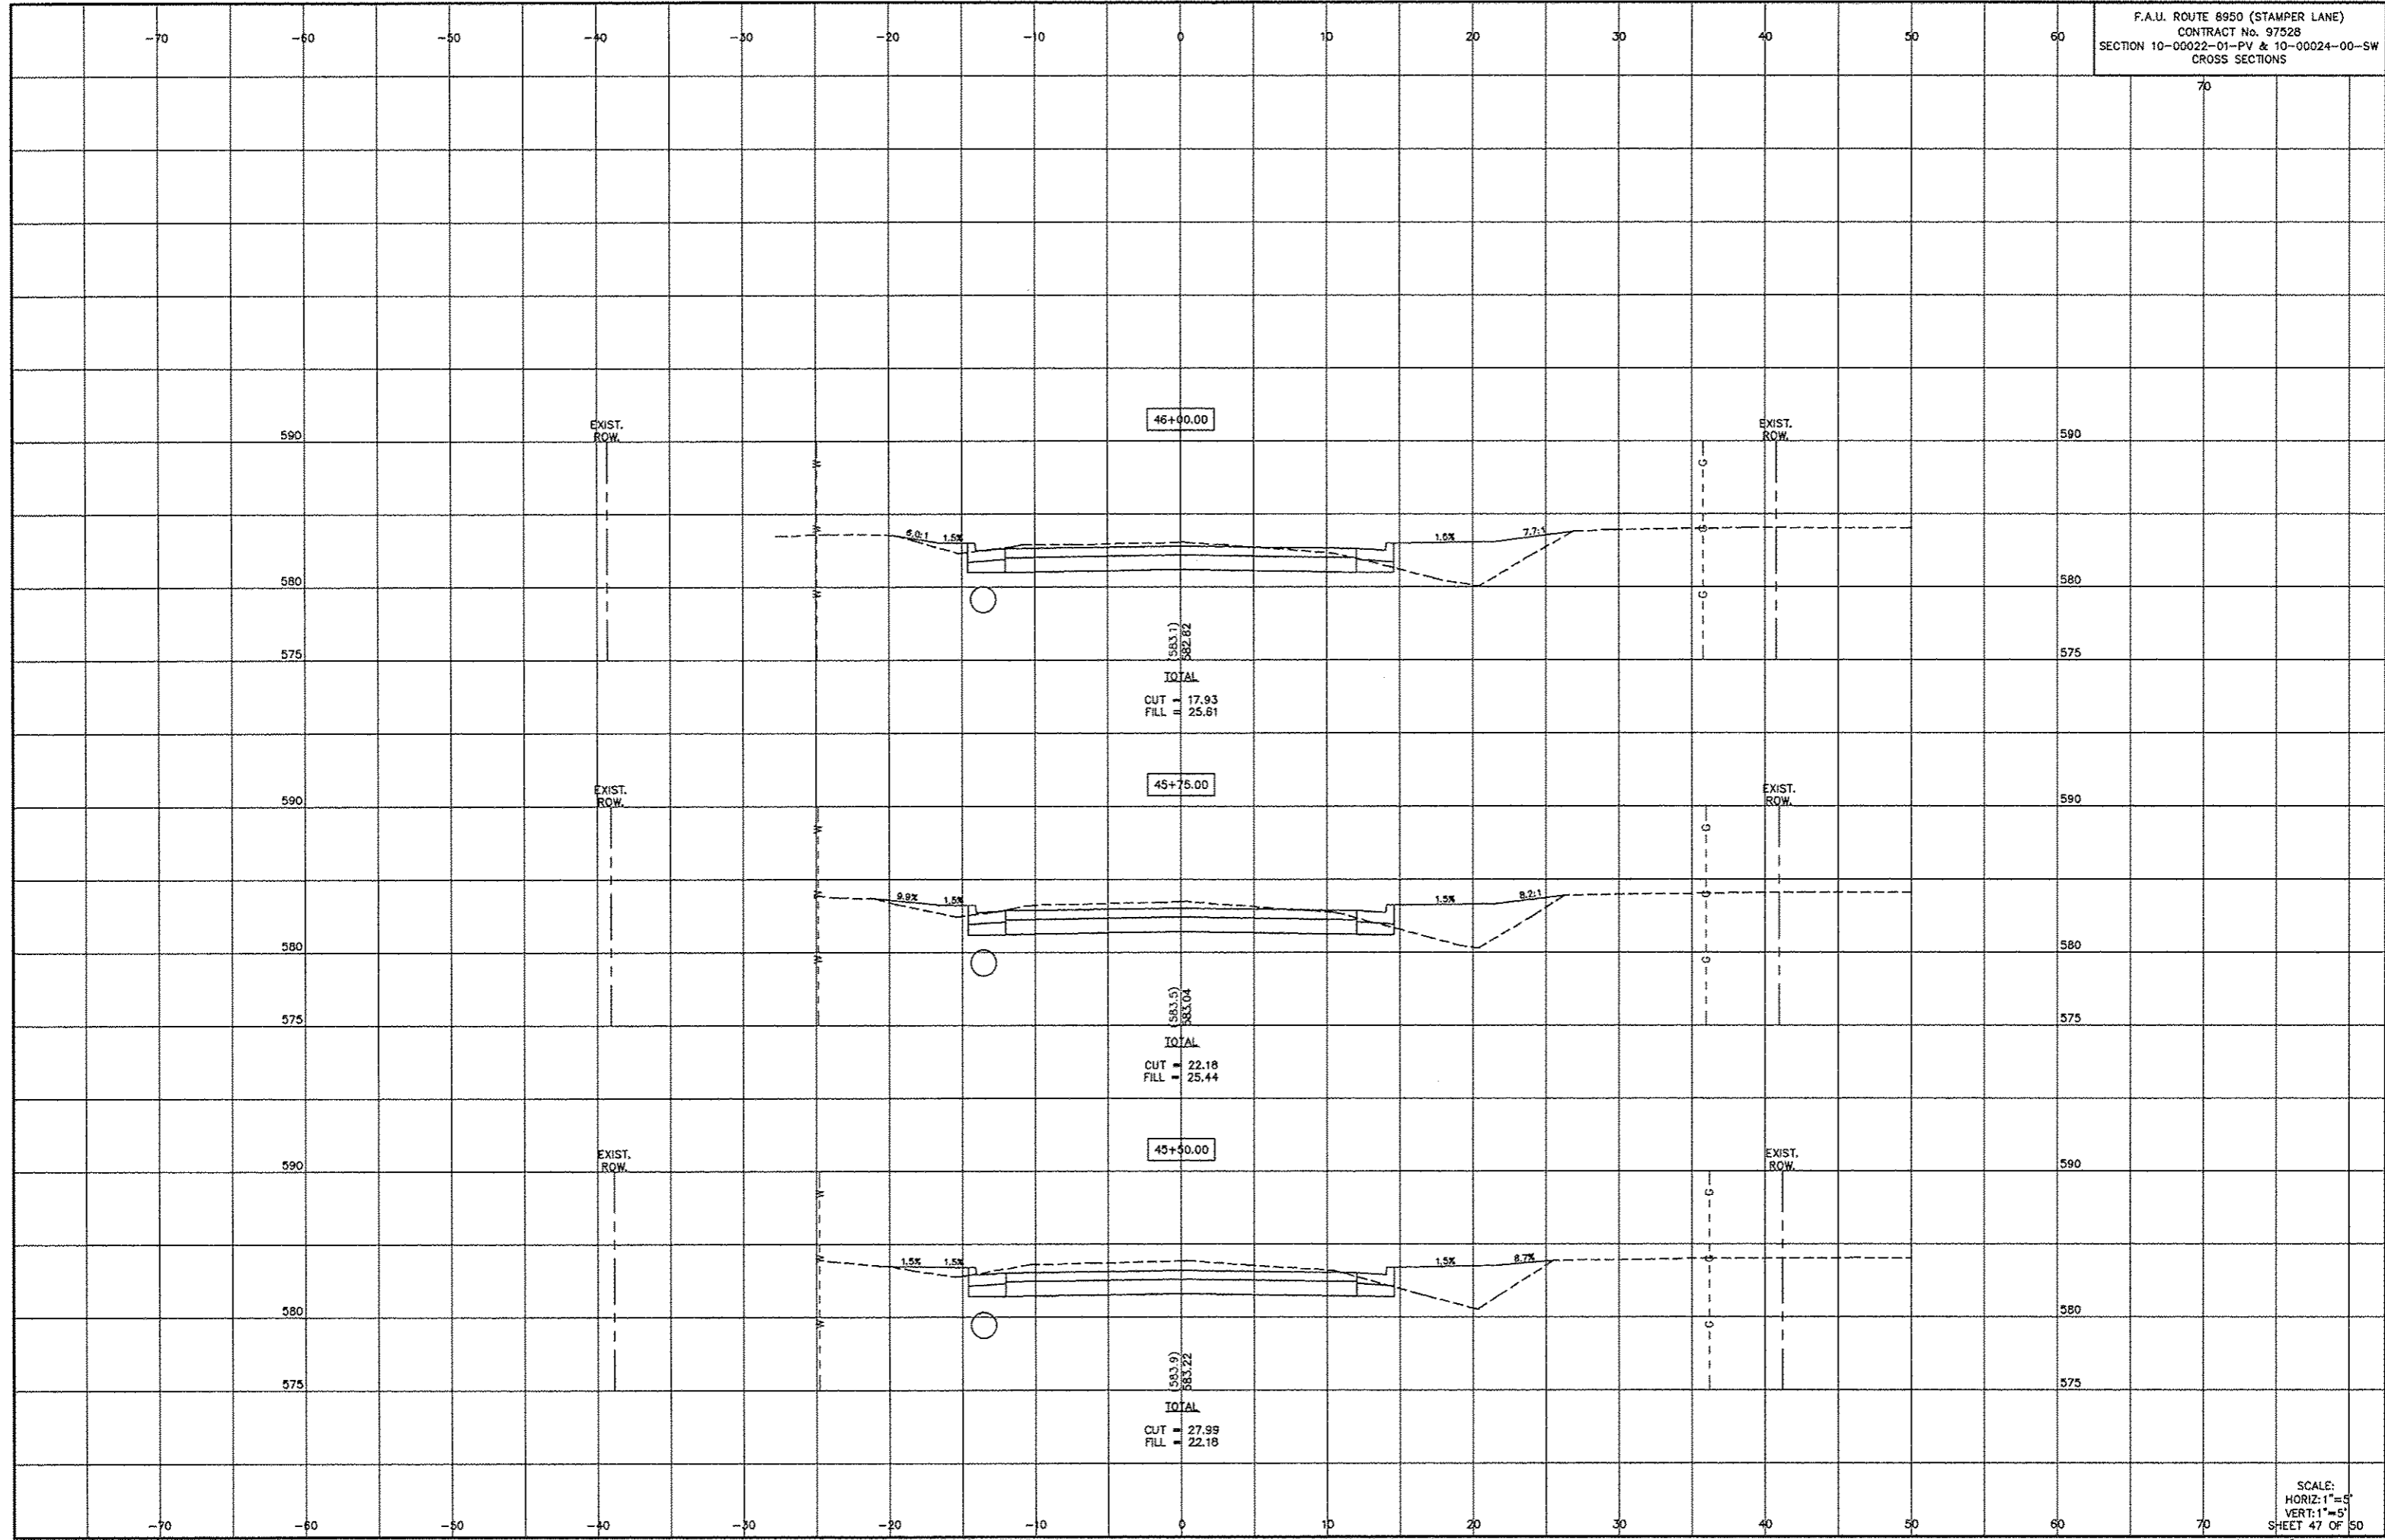 F.A.U. ROUTE 8950 (STAMPER LANE)
CONTRACT No. 97528
SECTION 10-00022-01-PV & 10-00024-00-SW
CROSS SECTIONS
-70 -60 -50 -40 -30 -20 -10 0 10 20 30 40 50 60
70
46+00.00
EXIST.
ROW.
EXIST.
ROW.
590 590
W G
6.0:1 1.5% 1.5% 7.7:1
W G
580 580
W G
(583.1)
582.82
575 575
TOTAL
CUT = 17.93
FILL = 25.61
45+75.00
EXIST.
ROW.
EXIST.
ROW.
590 590
W G
9.9% 1.5% 1.5% 8.2:1
W G
580 580
W G
(583.5)
583.04
575 575
TOTAL
CUT = 22.18
FILL = 25.44
45+50.00
EXIST.
ROW.
EXIST.
ROW.
590 590
W G
1.5% 1.5% 1.5% 8.7%
W G
580 580
W G
(583.9)
583.22
575 575
TOTAL
CUT = 27.99
FILL = 22.18
SCALE:
HORIZ:1"=5'
VERT:1"=5'
SHEET 47 OF 50
-70 -60 -50 -40 -30 -20 -10 0 10 20 30 40 50 60 70